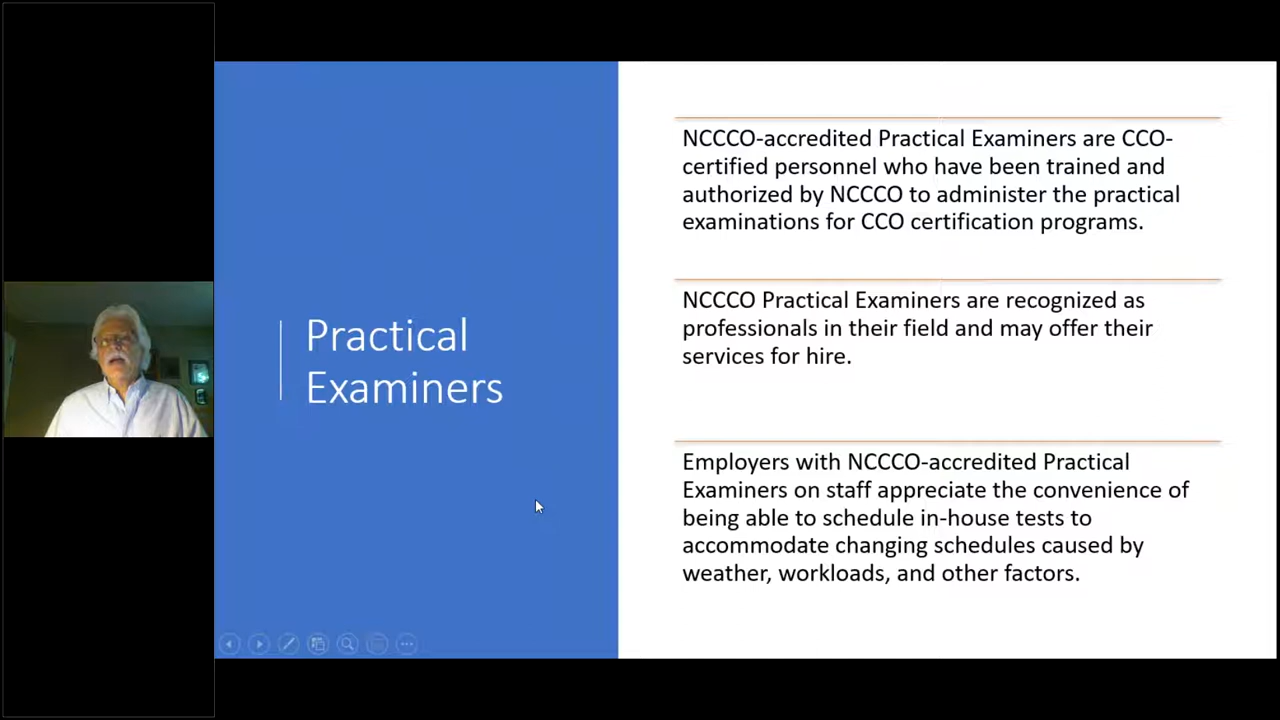 Practical
Examiners
NCCCO-accredited Practical Examiners are CCO-
certified personnel who have been trained and
authorized by NCCCO to administer the practical
examinations for CCO certification programs.
NCCCO Practical Examiners are recognized as
professionals in their field and may offer their
services for hire.
Employers with NCCCO-accredited Practical
Examiners on staff appreciate the convenience of
being able to schedule in-house tests to
accommodate changing schedules caused by
weather, workloads, and other factors.